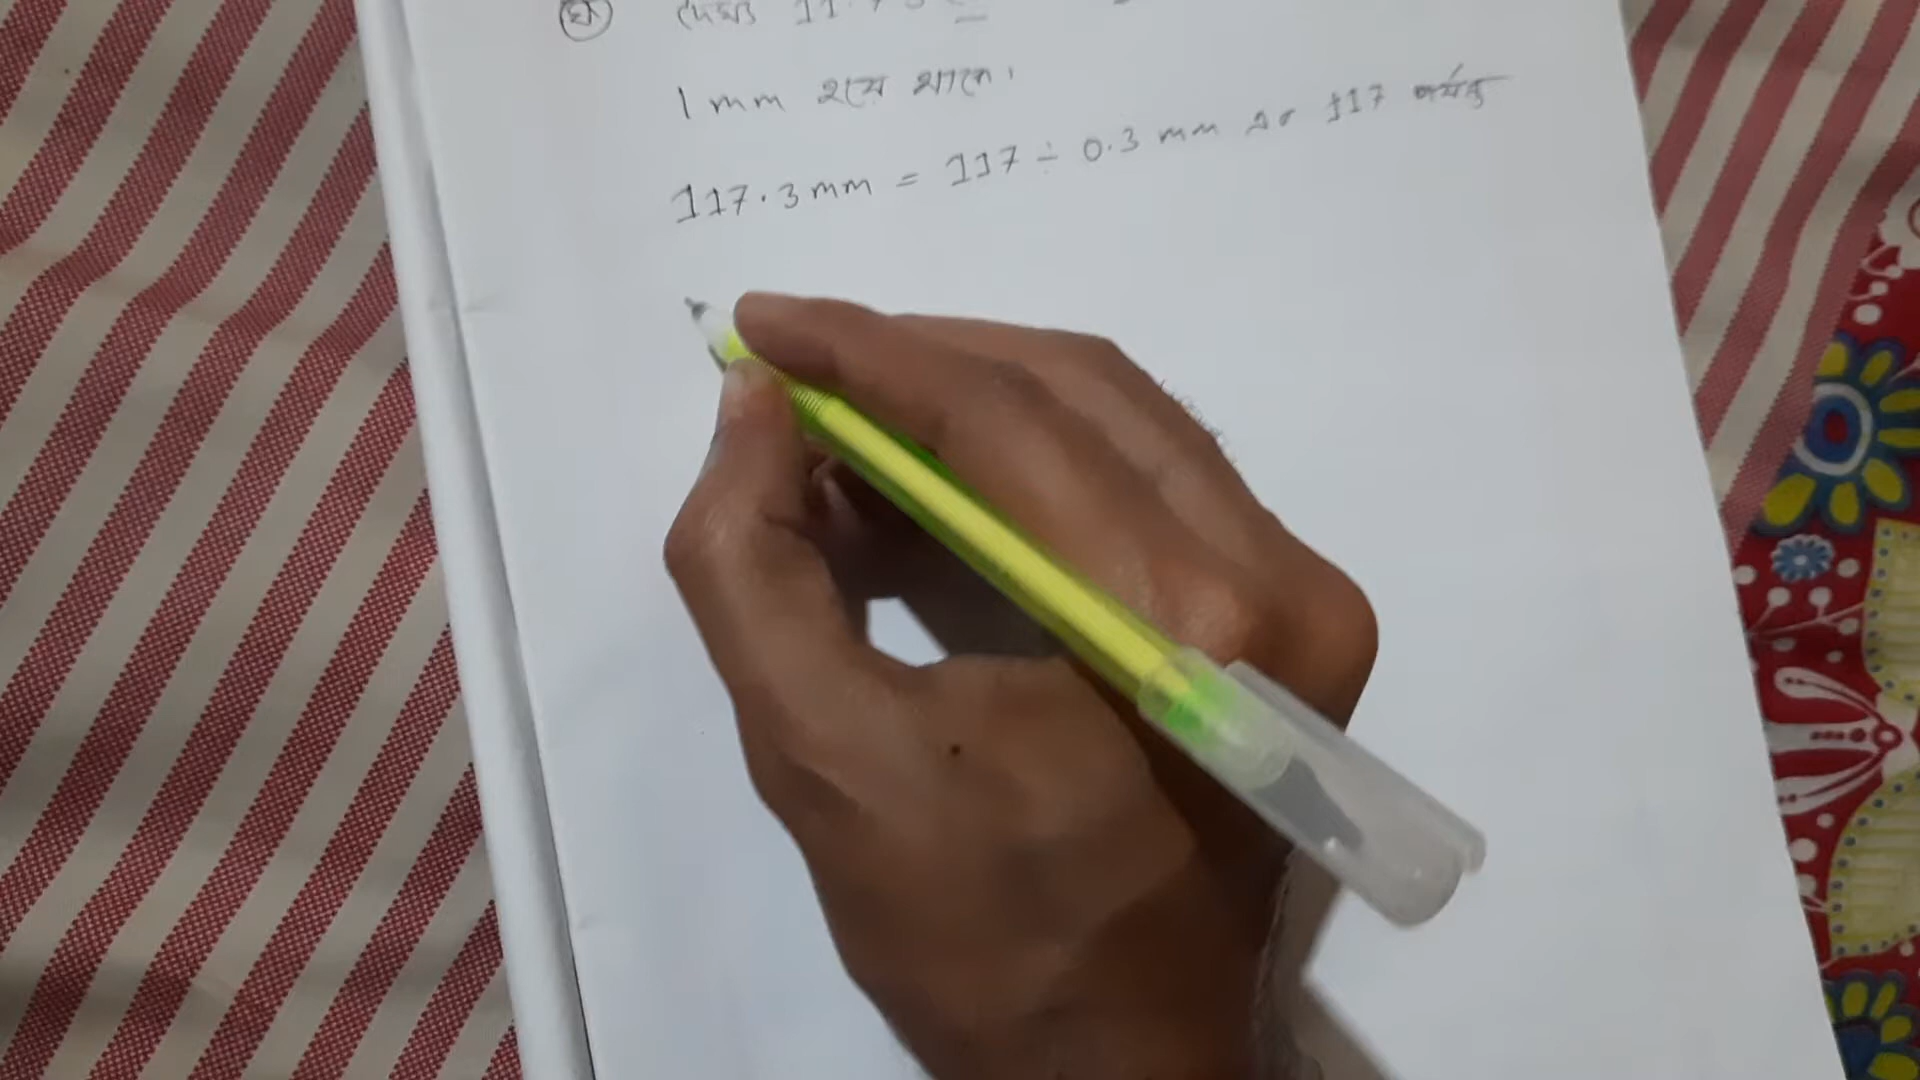 ঘ
1 mm হয়ে থাকে।
117.3 mm = 117 ÷ 0.3 mm এর 117 পর্যন্ত